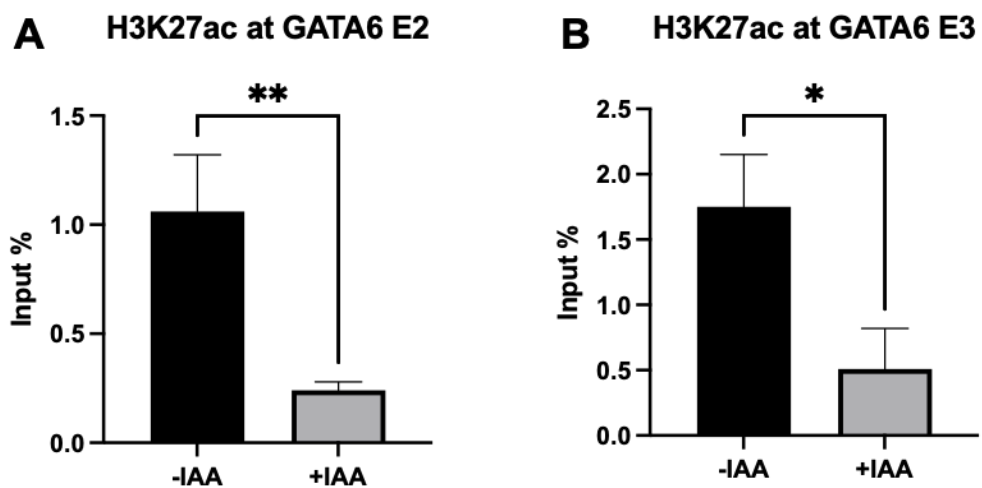 A
H3K27ac at GATA6 E2
**
1.5
1.0
0.5
0.0
Input %
-IAA
+IAA
B
H3K27ac at GATA6 E3
*
2.5
2.0
1.5
1.0
0.5
0.0
Input %
-IAA
+IAA